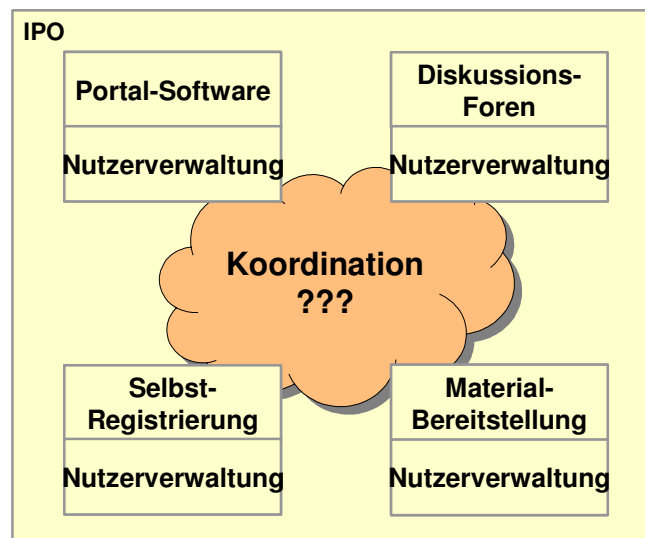 IPO
Portal-Software
Nutzerverwaltung
Diskussions-
Foren
Nutzerverwaltung
Koordination
???
Selbst-
Registrierung
Nutzerverwaltung
Material-
Bereitstellung
Nutzerverwaltung